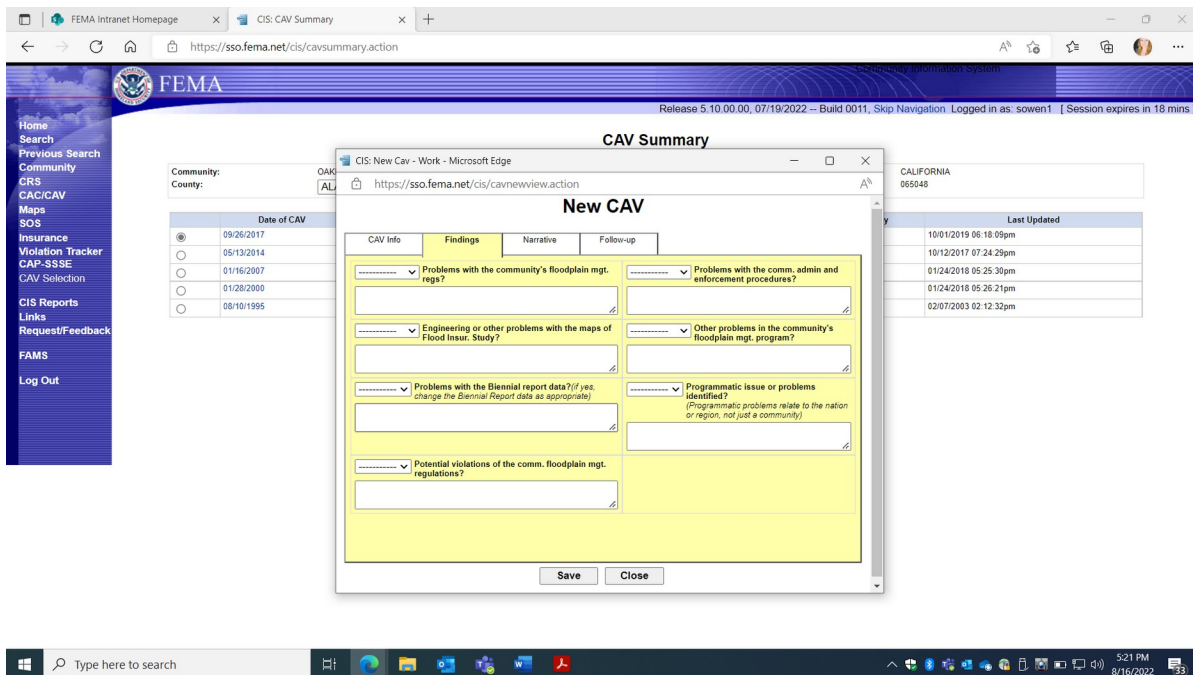 FEMA Intranet Homepage
CIS: CAV Summary
https://sso.fema.net/cis/cavsummary.action
FEMA
Community Information System
Release 5.10.00.00, 07/19/2022 -- Build 0011, Skip Navigation Logged in as: sowen1 [ Session expires in 18 mins
Home
Search
Previous Search
Community
CRS
CAC/CAV
Maps
SOS
Insurance
Violation Tracker
CAP-SSSE
CAV Selection
CIS Reports
Links
Request/Feedback
FAMS
Log Out
CAV Summary
Community: OAK
County: AL
CALIFORNIA
065048
Date of CAV
y
Last Updated
09/26/2017
10/01/2019 06:18:09pm
05/13/2014
10/12/2017 07:24:29pm
01/16/2007
01/24/2018 05:25:30pm
01/28/2000
01/24/2018 05:26:21pm
08/10/1995
02/07/2003 02:12:32pm
CIS: New Cav - Work - Microsoft Edge
https://sso.fema.net/cis/cavnewview.action
New CAV
CAV Info
Findings
Narrative
Follow-up
----------- Problems with the community's floodplain mgt.
regs?
----------- Problems with the comm. admin and
enforcement procedures?
----------- Engineering or other problems with the maps of
Flood Insur. Study?
----------- Other problems in the community's
floodplain mgt. program?
----------- Problems with the Biennial report data?(if yes,
change the Biennial Report data as appropriate)
----------- Programmatic issue or problems
identified?
(Programmatic problems relate to the nation
or region, not just a community)
----------- Potential violations of the comm. floodplain mgt.
regulations?
Save
Close
Type here to search
5:21 PM
8/16/2022
33